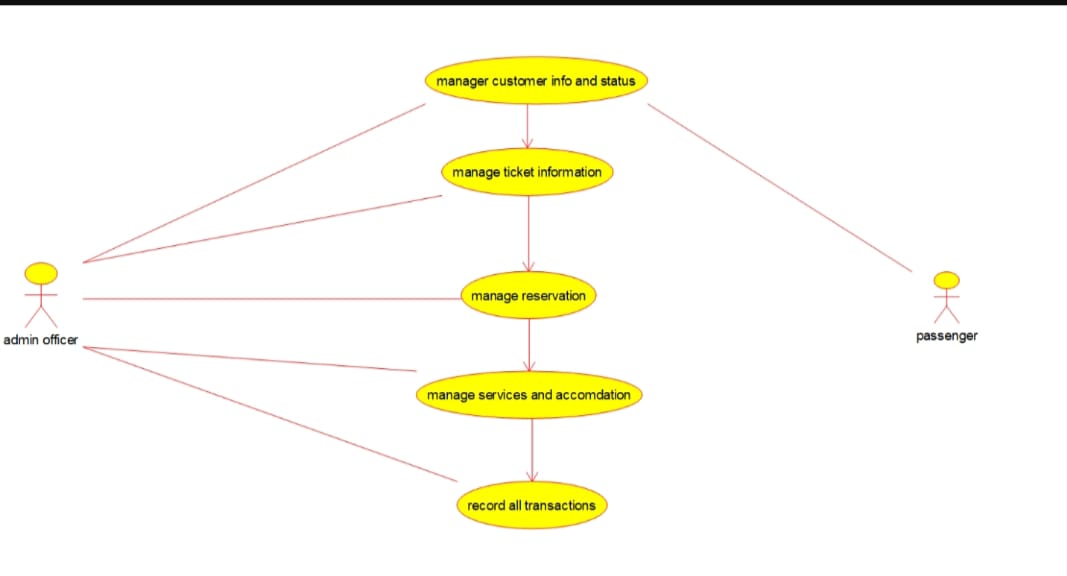 manager customer info and status
manage ticket information
manage reservation
admin officer
passenger
manage services and accomdation
record all transactions